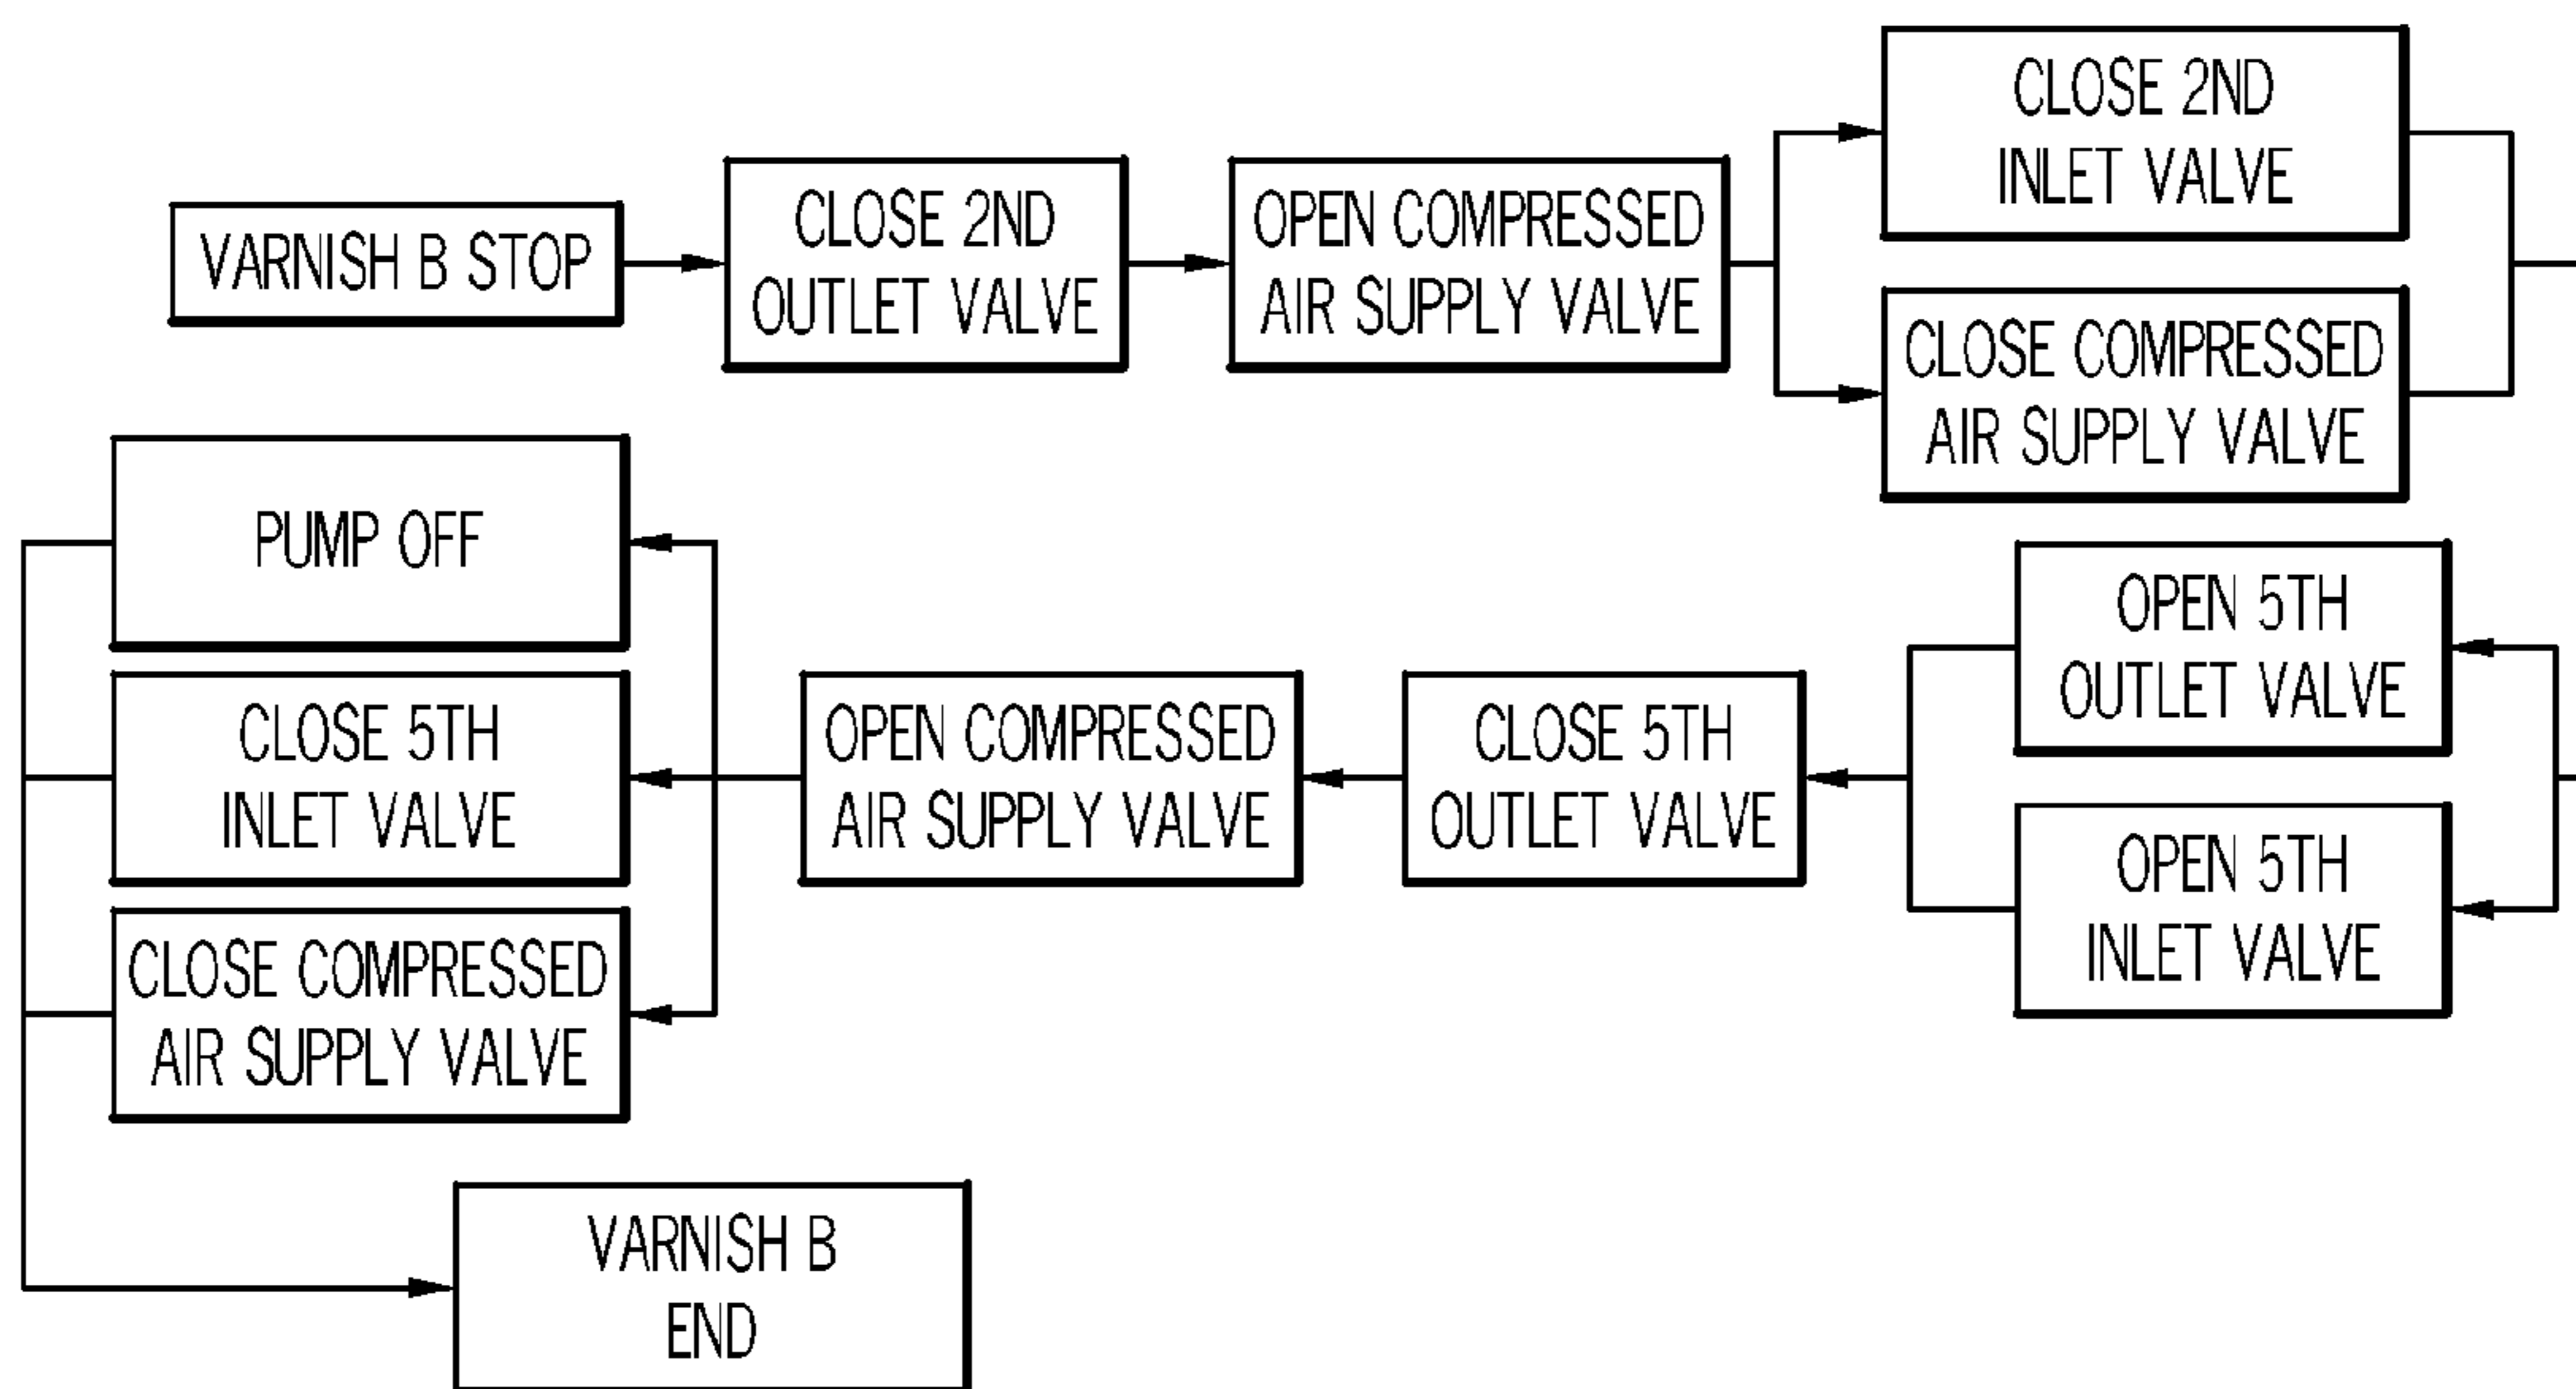 VARNISH B STOP
CLOSE 2ND
OUTLET VALVE
OPEN COMPRESSED
AIR SUPPLY VALVE
CLOSE 2ND
INLET VALVE
CLOSE COMPRESSED
AIR SUPPLY VALVE
OPEN 5TH
OUTLET VALVE
OPEN 5TH
INLET VALVE
CLOSE 5TH
OUTLET VALVE
OPEN COMPRESSED
AIR SUPPLY VALVE
PUMP OFF
CLOSE 5TH
INLET VALVE
CLOSE COMPRESSED
AIR SUPPLY VALVE
VARNISH B
END